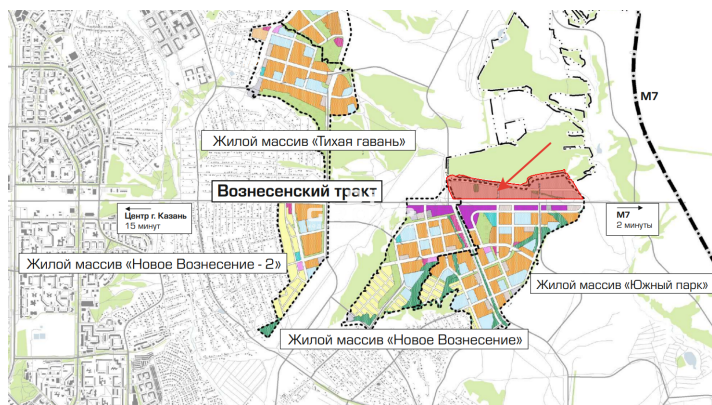 М7
Жилой массив «Тихая гавань»
Вознесенский тракт
Центр г. Казань
15 минут
М7
2 минуты
Жилой массив «Новое Вознесение - 2»
Жилой массив «Южный парк»
Жилой массив «Новое Вознесение»